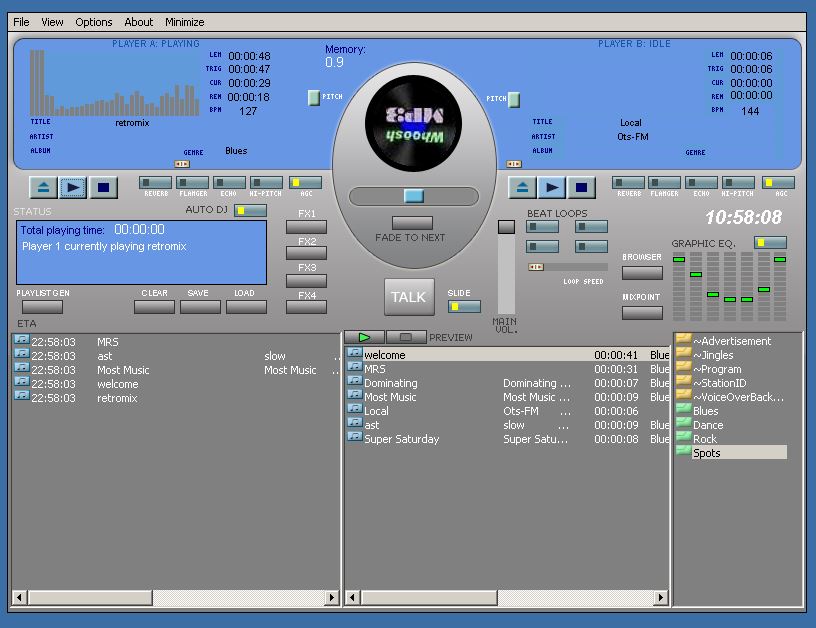 File View Options About Minimize
PLAYER A: PLAYING
LEN 00:00:48
TRIG 00:00:47
CUR 00:00:29
REM 00:00:18
BPM 127
TITLE retromix
ARTIST
ALBUM
GENRE Blues
Memory:
0.9
PITCH
Whoosh
MP3
PITCH
PLAYER B: IDLE
LEN 00:00:06
TRIG 00:00:06
CUR 00:00:00
REM 00:00:00
BPM 144
TITLE Local
ARTIST Ots-FM
ALBUM
GENRE
REVERB FLANGER ECHO HI-PITCH AGC
REVERB FLANGER ECHO HI-PITCH AGC
STATUS
AUTO DJ
Total playing time: 00:00:00
Player 1 currently playing retromix
PLAYLIST GEN CLEAR SAVE LOAD
FX1
FX2
FX3
FX4
FADE TO NEXT
TALK
SLIDE
MAIN
VOL.
BEAT LOOPS
LOOP SPEED
10:58:08
BROWSER
MIXPOINT
GRAPHIC EQ.
ETA
22:58:03 MRS
22:58:03 ast slow ..
22:58:03 Most Music Most Music ..
22:58:03 welcome
22:58:03 retromix
PREVIEW
welcome 00:00:41 Blue
MRS 00:00:31 Blue
Dominating Dominating ... 00:00:07 Blue
Most Music Most Music ... 00:00:09 Blue
Local Ots-FM ... 00:00:06
ast slow ... 00:00:09 Blue
Super Saturday Super Satu... 00:00:08 Blue
~Advertisement
~Jingles
~Program
~StationID
~VoiceOverBack...
Blues
Dance
Rock
Spots